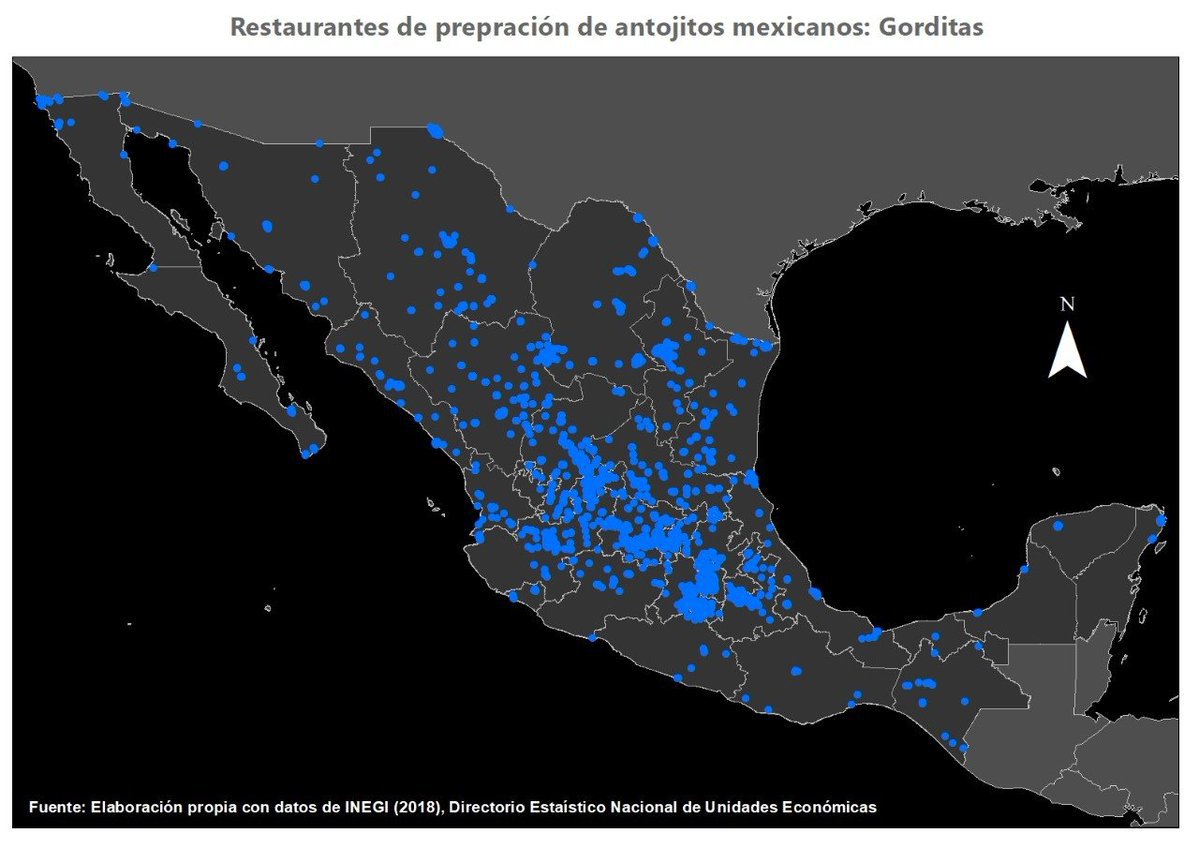 Restaurantes de prepración de antojitos mexicanos: Gorditas
N
Fuente: Elaboración propia con datos de INEGI (2018), Directorio Estaístico Nacional de Unidades Económicas